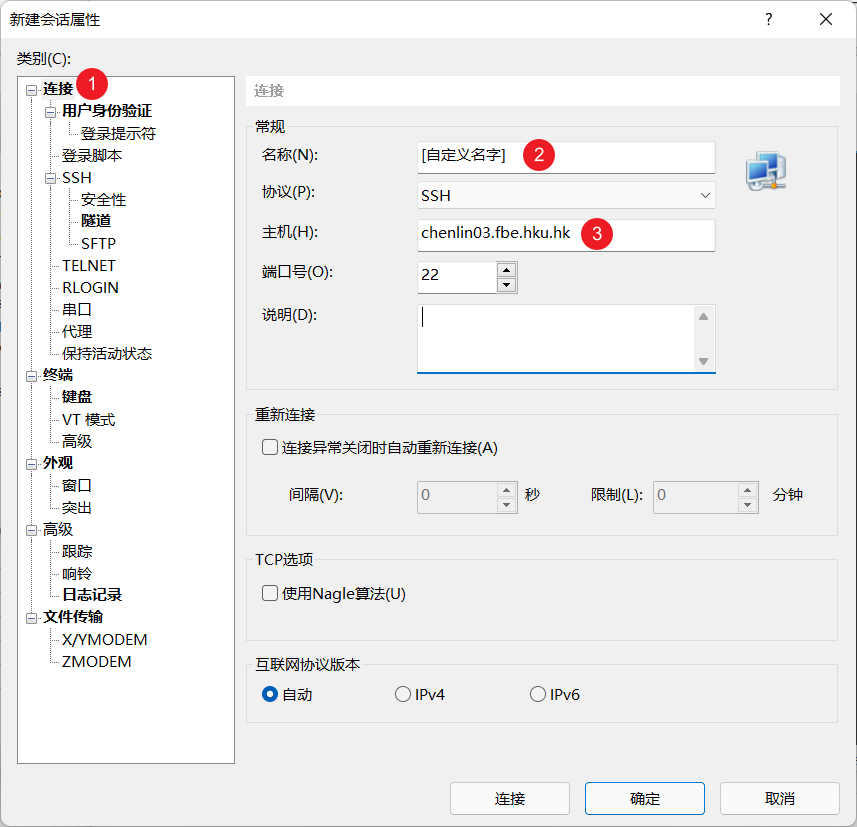 新建会话属性
?
类别(C):
连接 1
用户身份验证
登录提示符
登录脚本
SSH
安全性
隧道
SFTP
TELNET
RLOGIN
串口
代理
保持活动状态
终端
键盘
VT 模式
高级
外观
窗口
突出
高级
跟踪
响铃
日志记录
文件传输
X/YMODEM
ZMODEM
连接
常规
名称(N): [自定义名字] 2
协议(P): SSH
主机(H): chenlin03.fbe.hku.hk 3
端口号(O): 22
说明(D):
重新连接
连接异常关闭时自动重新连接(A)
间隔(V): 0 秒 限制(L): 0 分钟
TCP选项
使用Nagle算法(U)
互联网协议版本
自动 IPv4 IPv6
连接 确定 取消